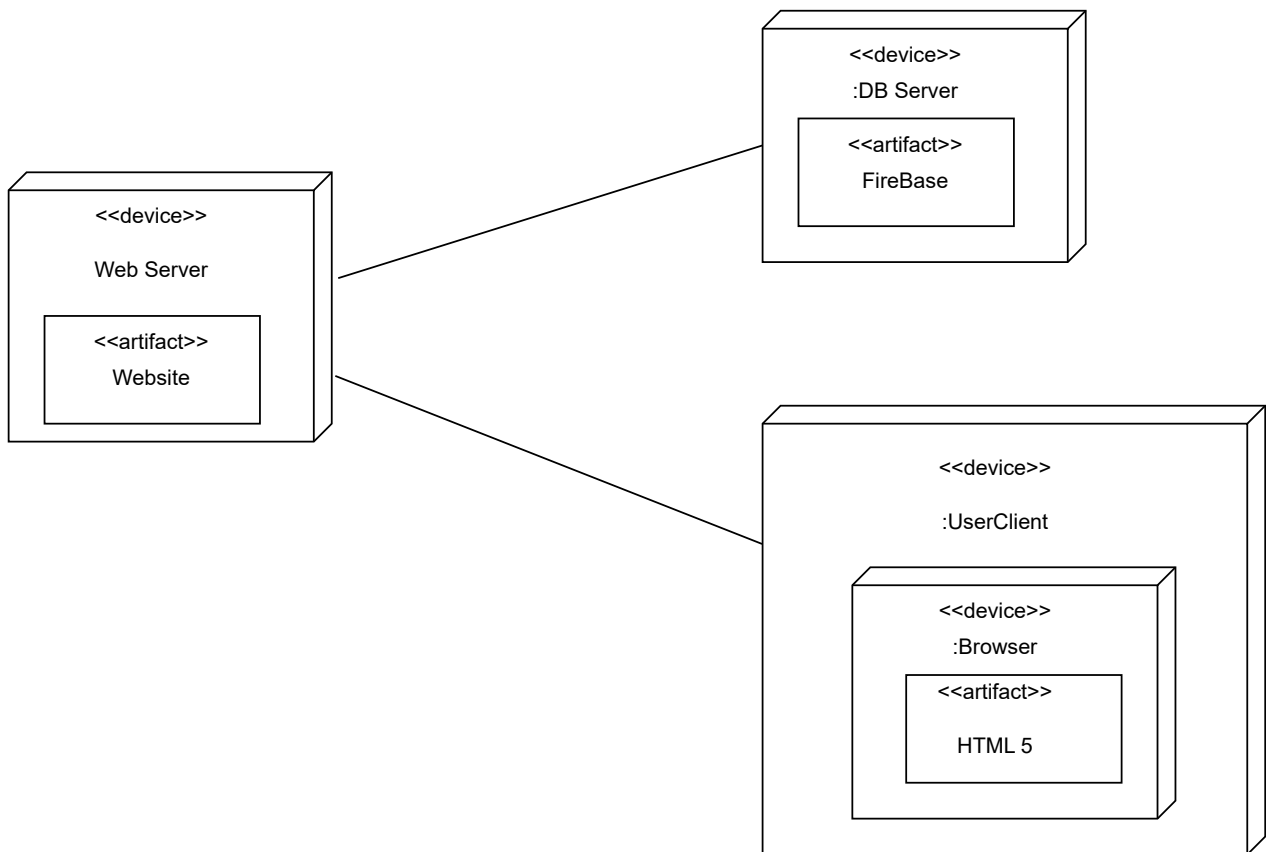 <<device>>
Web Server
<<artifact>>
Website
<<device>>
:DB Server
<<artifact>>
FireBase
<<device>>
:UserClient
<<device>>
:Browser
<<artifact>>
HTML 5